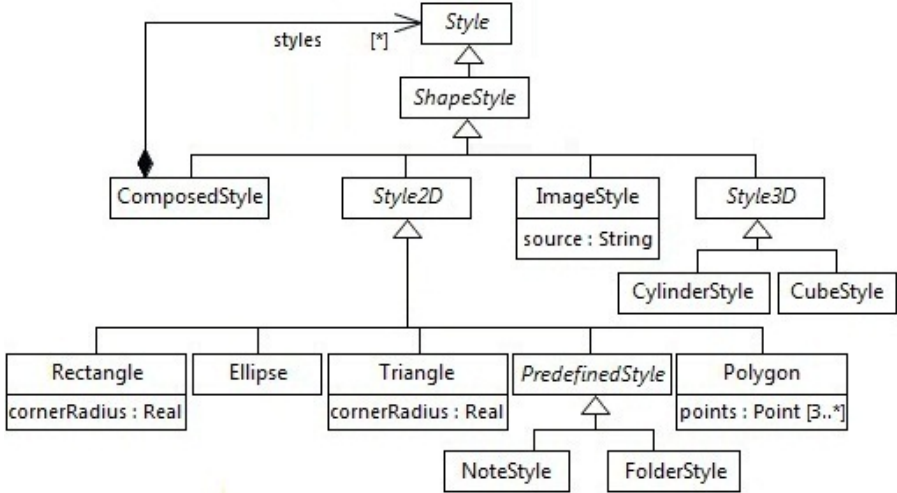 Style
styles [*]
ShapeStyle
ComposedStyle Style2D ImageStyle Style3D
source : String
CylinderStyle CubeStyle
Rectangle Ellipse Triangle PredefinedStyle Polygon
cornerRadius : Real cornerRadius : Real points : Point [3..*]
NoteStyle FolderStyle